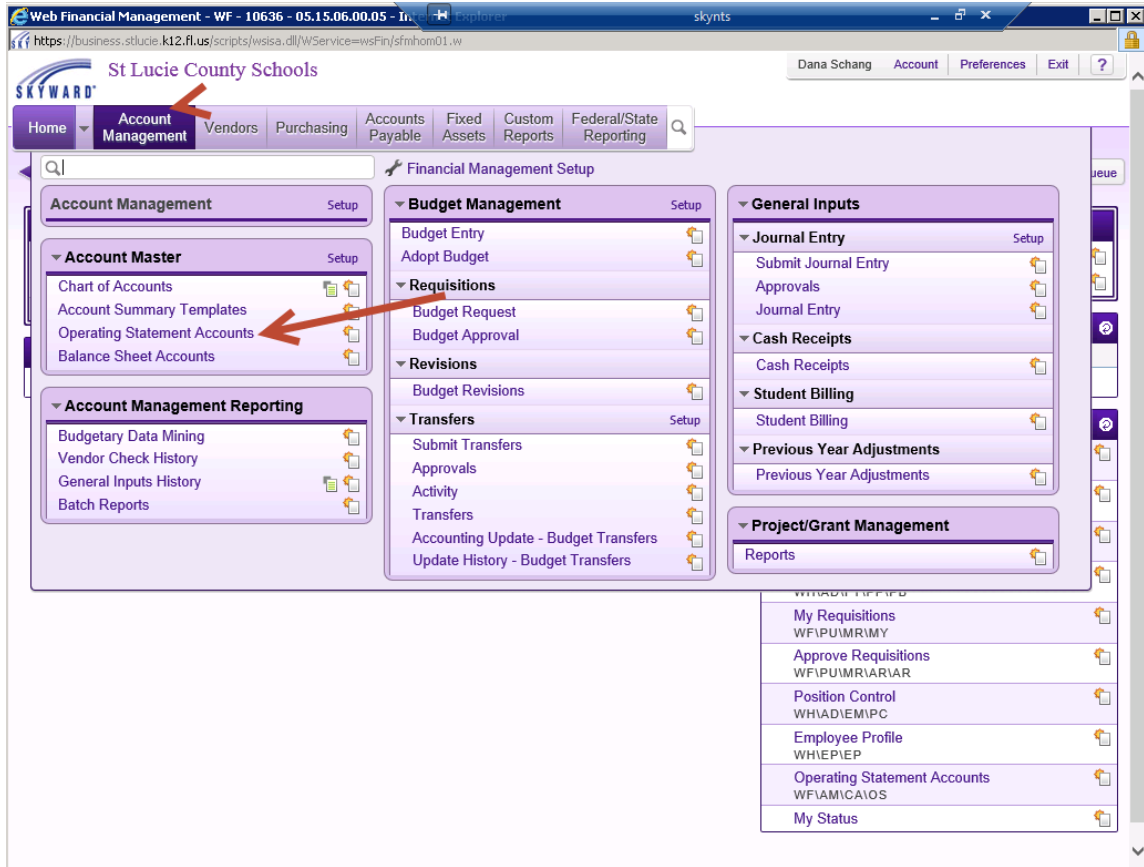 Web Financial Management - WF - 10636 - 05.15.06.00.05 - Internet Explorer
skynts
https://business.stlucie.k12.fl.us/scripts/wsisa.dll/WService=wsFin/sfmhom01.w
St Lucie County Schools
SKYWARD
Dana Schang Account Preferences Exit ?
Home Account Management Vendors Purchasing Accounts Payable Fixed Assets Custom Reports Federal/State Reporting
Financial Management Setup
Account Management Setup
Account Master Setup
Chart of Accounts
Account Summary Templates
Operating Statement Accounts
Balance Sheet Accounts
Account Management Reporting
Budgetary Data Mining
Vendor Check History
General Inputs History
Batch Reports
Budget Management Setup
Budget Entry
Adopt Budget
Requisitions
Budget Request
Budget Approval
Revisions
Budget Revisions
Transfers Setup
Submit Transfers
Approvals
Activity
Transfers
Accounting Update - Budget Transfers
Update History - Budget Transfers
General Inputs
Journal Entry Setup
Submit Journal Entry
Approvals
Journal Entry
Cash Receipts
Cash Receipts
Student Billing
Student Billing
Previous Year Adjustments
Previous Year Adjustments
Project/Grant Management
Reports
My Requisitions
WF\PU\MR\MY
Approve Requisitions
WF\PU\MR\AR\AR
Position Control
WH\AD\EM\PC
Employee Profile
WH\EP\EP
Operating Statement Accounts
WF\AM\CA\OS
My Status